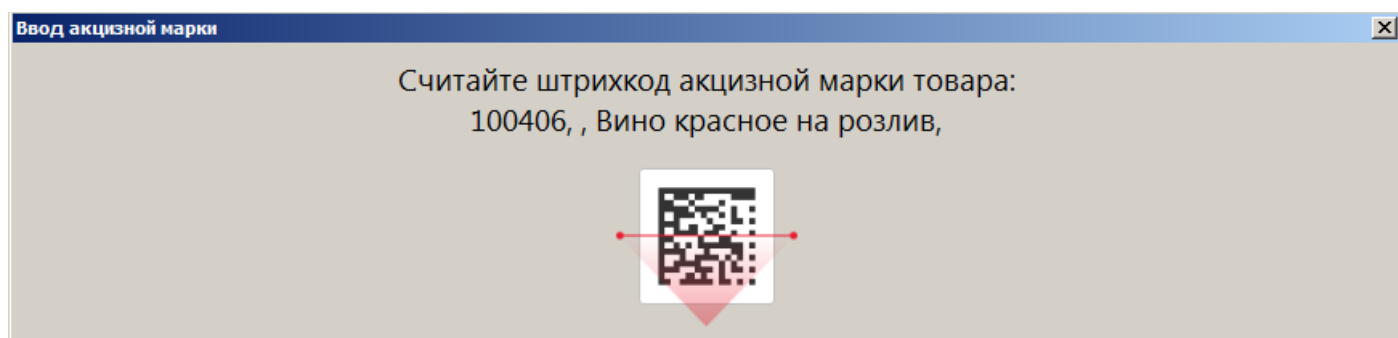 Ввод акцизной марки
Считайте штрихкод акцизной марки товара:
100406, , Вино красное на розлив,